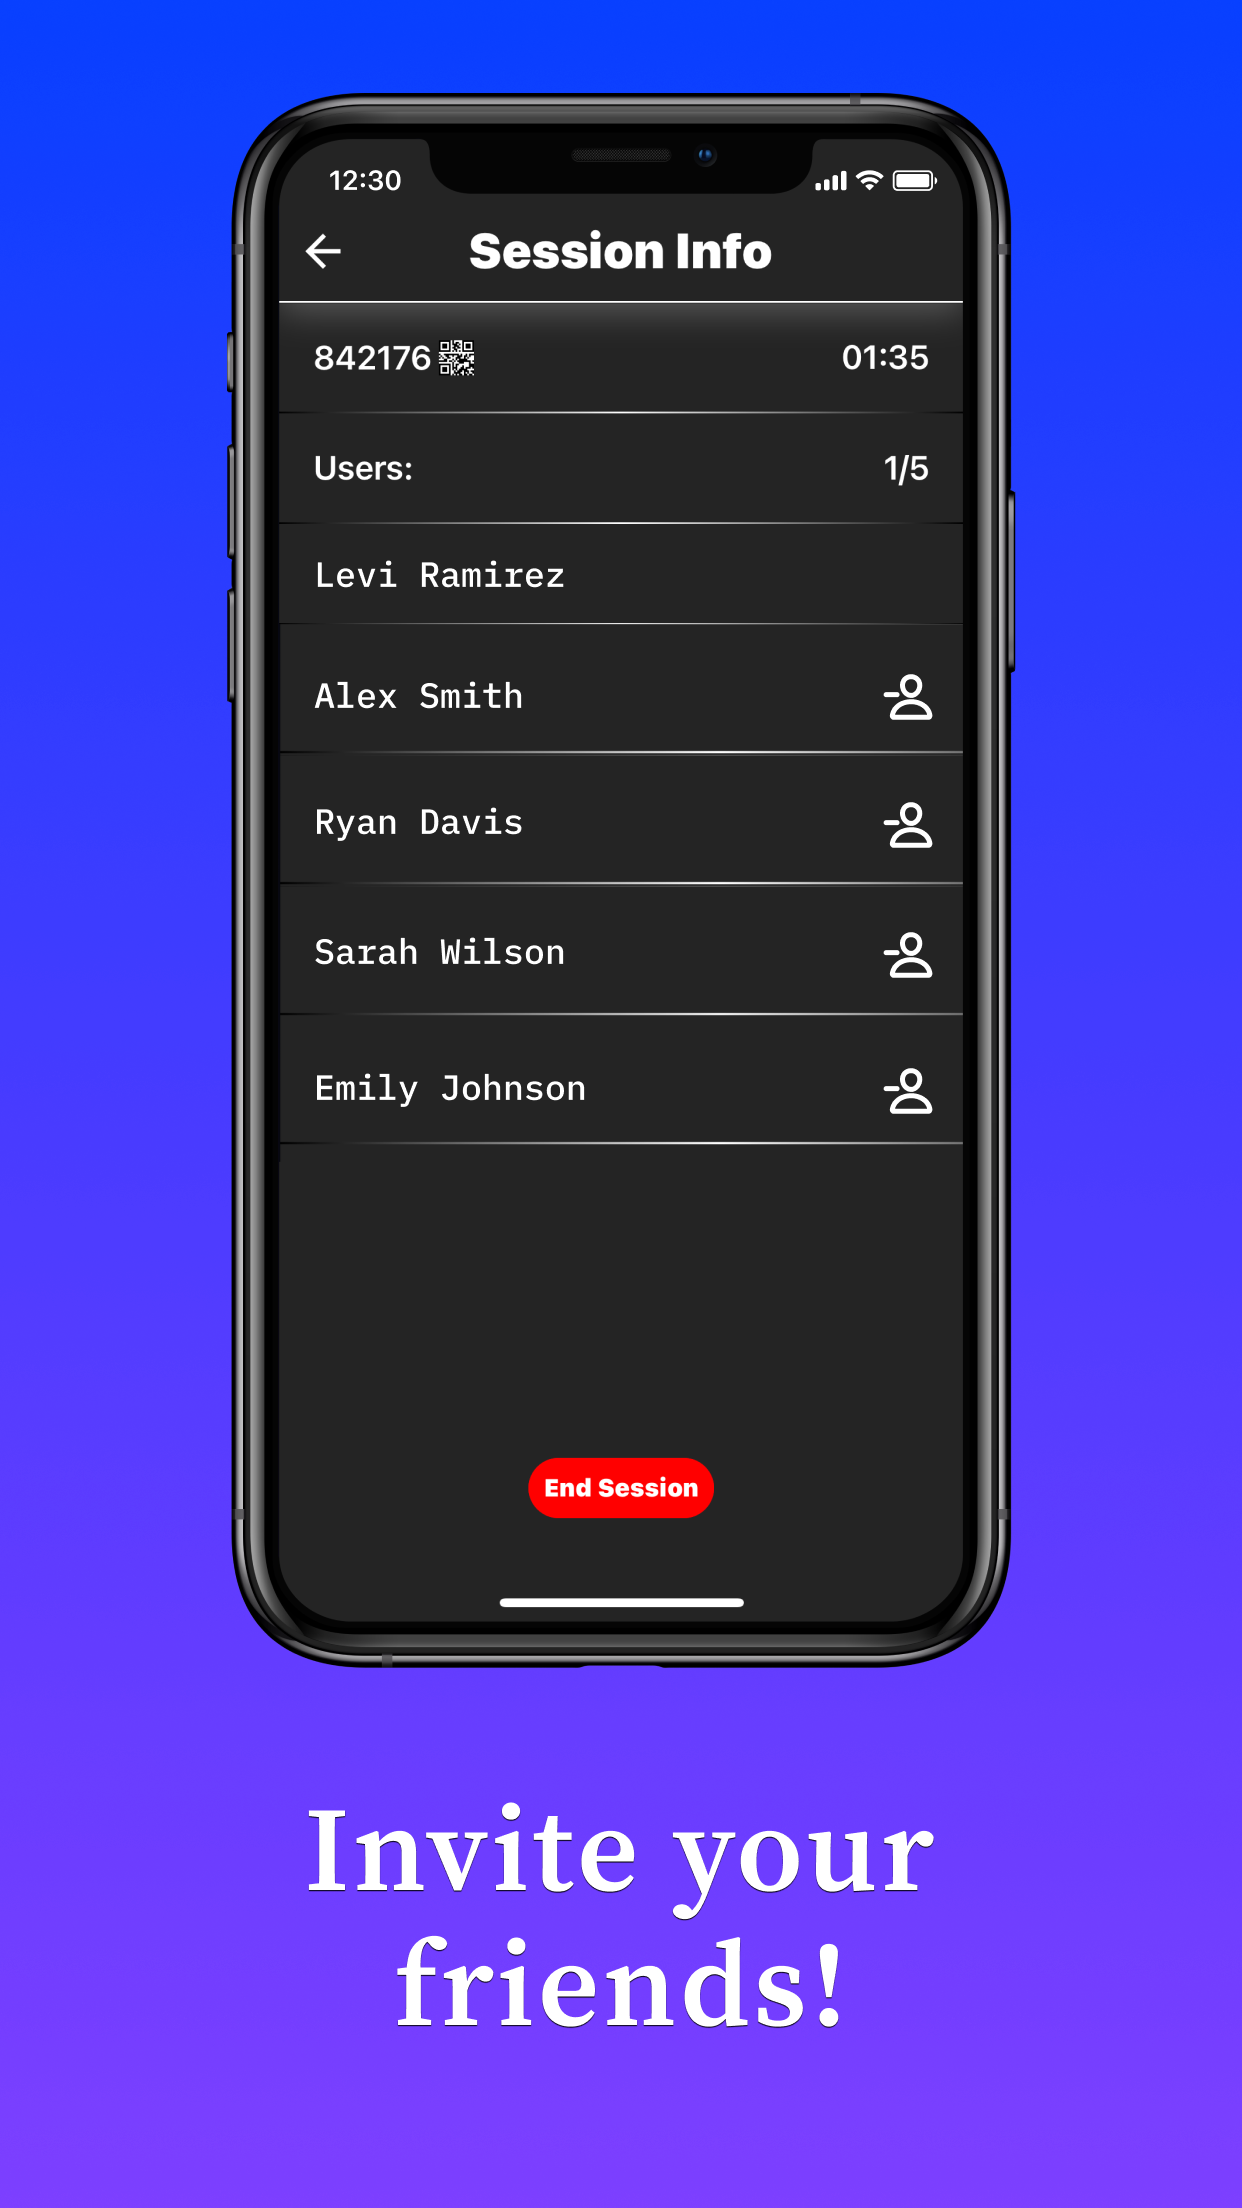 12:30
Session Info
842176
01:35
Users:
1/5
Levi Ramirez
Alex Smith
Ryan Davis
Sarah Wilson
Emily Johnson
End Session
Invite your
friends!